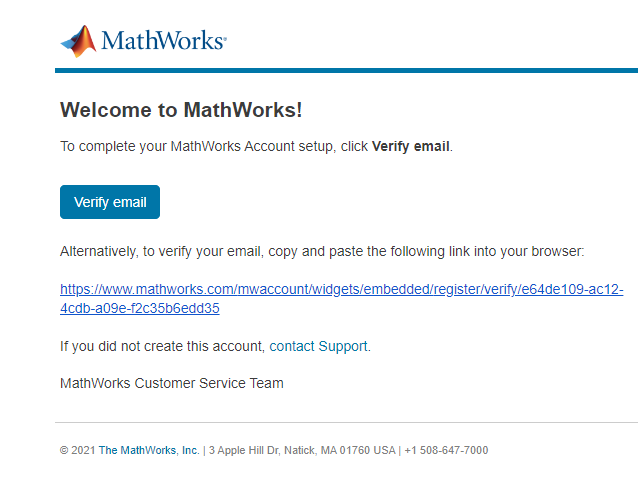 MathWorks®
Welcome to MathWorks!
To complete your MathWorks Account setup, click Verify email.
Verify email
Alternatively, to verify your email, copy and paste the following link into your browser:
https://www.mathworks.com/mwaccount/widgets/embedded/register/verify/e64de109-ac12-
4cdb-a09e-f2c35b6edd35
If you did not create this account, contact Support.
MathWorks Customer Service Team
© 2021 The MathWorks, Inc. | 3 Apple Hill Dr, Natick, MA 01760 USA | +1 508-647-7000